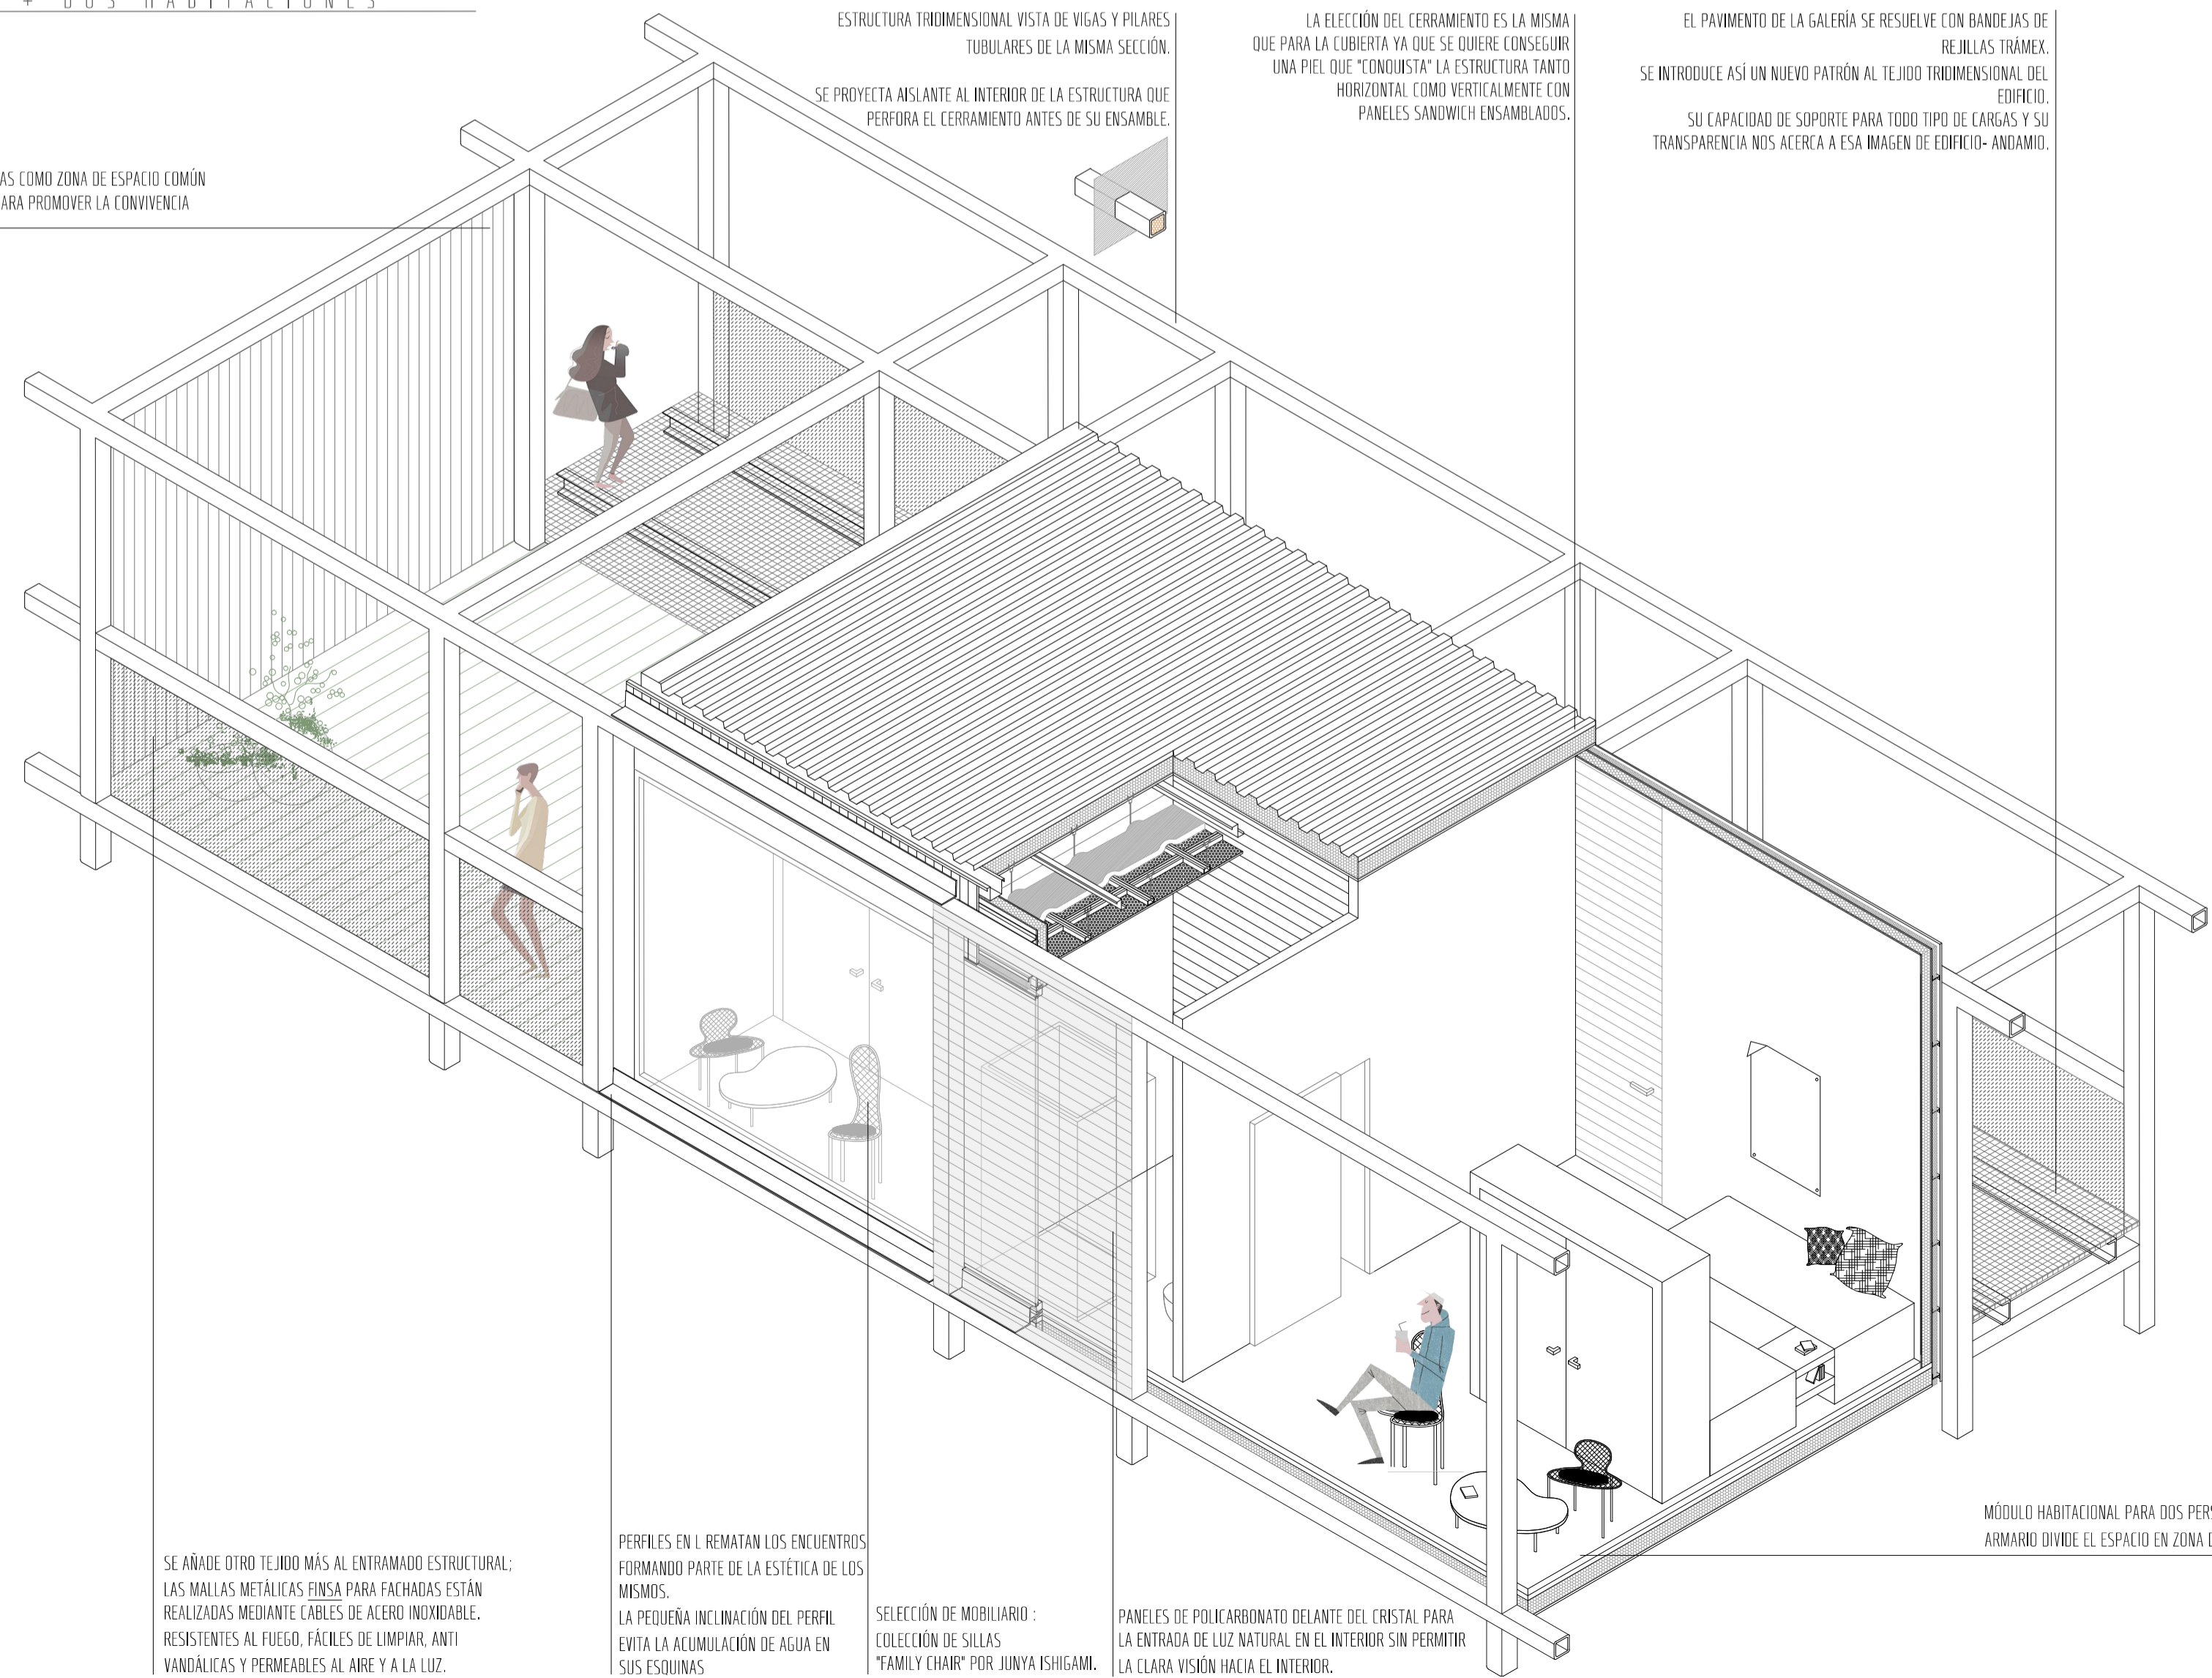 + DOS HABITACIONES
ESTRUCTURA TRIDIMENSIONAL VISTA DE VIGAS Y PILARES
TUBULARES DE LA MISMA SECCIÓN.
SE PROYECTA AISLANTE AL INTERIOR DE LA ESTRUCTURA QUE
PERFORA EL CERRAMIENTO ANTES DE SU ENSAMBLE.
LA ELECCIÓN DEL CERRAMIENTO ES LA MISMA
QUE PARA LA CUBIERTA YA QUE SE QUIERE CONSEGUIR
UNA PIEL QUE "CONQUISTA" LA ESTRUCTURA TANTO
HORIZONTAL COMO VERTICALMENTE CON
PANELES SANDWICH ENSAMBLADOS.
EL PAVIMENTO DE LA GALERÍA SE RESUELVE CON BANDEJAS DE
REJILLAS TRÁMEX.
SE INTRODUCE ASÍ UN NUEVO PATRÓN AL TEJIDO TRIDIMENSIONAL DEL
EDIFICIO.
SU CAPACIDAD DE SOPORTE PARA TODO TIPO DE CARGAS Y SU
TRANSPARENCIA NOS ACERCA A ESA IMAGEN DE EDIFICIO- ANDAMIO.
AS COMO ZONA DE ESPACIO COMÚN
ARA PROMOVER LA CONVIVENCIA
SE AÑADE OTRO TEJIDO MÁS AL ENTRAMADO ESTRUCTURAL;
LAS MALLAS METÁLICAS FINSA PARA FACHADAS ESTÁN
REALIZADAS MEDIANTE CABLES DE ACERO INOXIDABLE.
RESISTENTES AL FUEGO, FÁCILES DE LIMPIAR, ANTI
VANDÁLICAS Y PERMEABLES AL AIRE Y A LA LUZ.
PERFILES EN L REMATAN LOS ENCUENTROS
FORMANDO PARTE DE LA ESTÉTICA DE LOS
MISMOS.
LA PEQUEÑA INCLINACIÓN DEL PERFIL
EVITA LA ACUMULACIÓN DE AGUA EN
SUS ESQUINAS
SELECCIÓN DE MOBILIARIO :
COLECCIÓN DE SILLAS
"FAMILY CHAIR" POR JUNYA ISHIGAMI.
PANELES DE POLICARBONATO DELANTE DEL CRISTAL PARA
LA ENTRADA DE LUZ NATURAL EN EL INTERIOR SIN PERMITIR
LA CLARA VISIÓN HACIA EL INTERIOR.
MÓDULO HABITACIONAL PARA DOS PERS
ARMARIO DIVIDE EL ESPACIO EN ZONA D